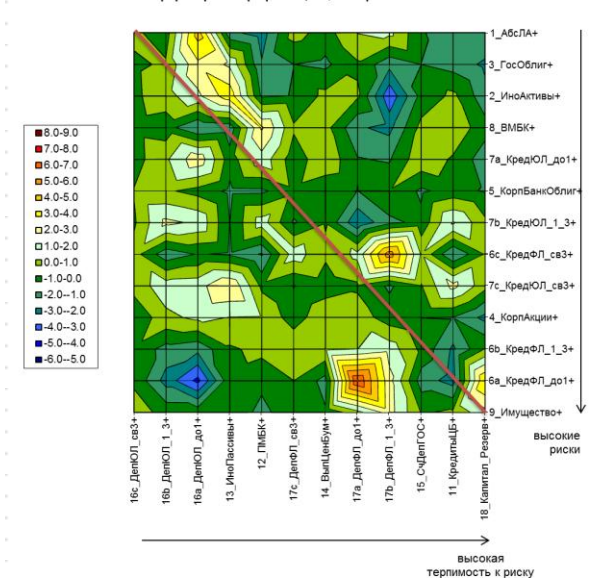 1_АбсЛА+
3_ГосОблиг+
2_ИноАктивы+
8_ВМБК+
7a_КредЮЛ_до1+
5_КорпБанкОблиг+
7b_КредЮЛ_1_3+
6c_КредФЛ_св3+
7c_КредЮЛ_св3+
4_КорпАкции+
6b_КредФЛ_1_3+
6a_КредФЛ_до1+
9_Имущество+
8.0-9.0
7.0-8.0
6.0-7.0
5.0-6.0
4.0-5.0
3.0-4.0
2.0-3.0
1.0-2.0
0.0-1.0
-1.0-0.0
-2.0--1.0
-3.0--2.0
-4.0--3.0
-5.0--4.0
-6.0--5.0
16c_ДепЮЛ_св3+
16b_ДепЮЛ_1_3+
16a_ДепЮЛ_до1+
13_ИноПассивы+
12_ПМБК+
17c_ДепФЛ_св3+
14_ВыпЦенБум+
17a_ДепФЛ_до1+
17b_ДепФЛ_1_3+
15_СчДепГОС+
11_КредитыЦБ+
18_Капитал_Резерв+
высокие
риски
высокая
терпимость к риску